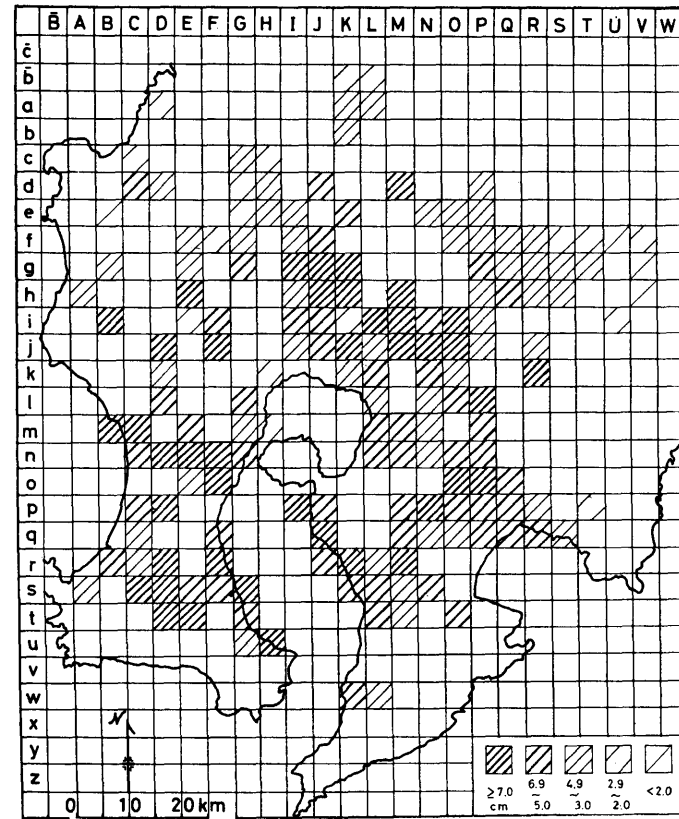 B̄ A B C D E F G H I J K L M N O P Q R S T U V W
c̄
b̄
a
b
c
d
e
f
g
h
i
j
k
l
m
n
o
p
q
r
s
t
u
v
w
x
y
z
N
0 10 20 km
≥7.0 6.9 4.9 2.9 <2.0
cm ~ ~ ~
5.0 3.0 2.0